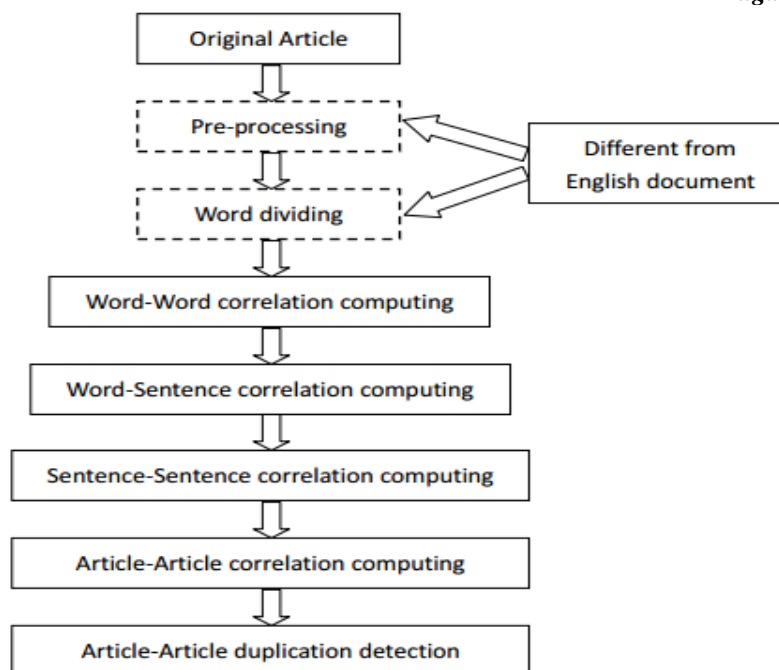 Original Article
Pre-processing
Different from
English document
Word dividing
Word-Word correlation computing
Word-Sentence correlation computing
Sentence-Sentence correlation computing
Article-Article correlation computing
Article-Article duplication detection